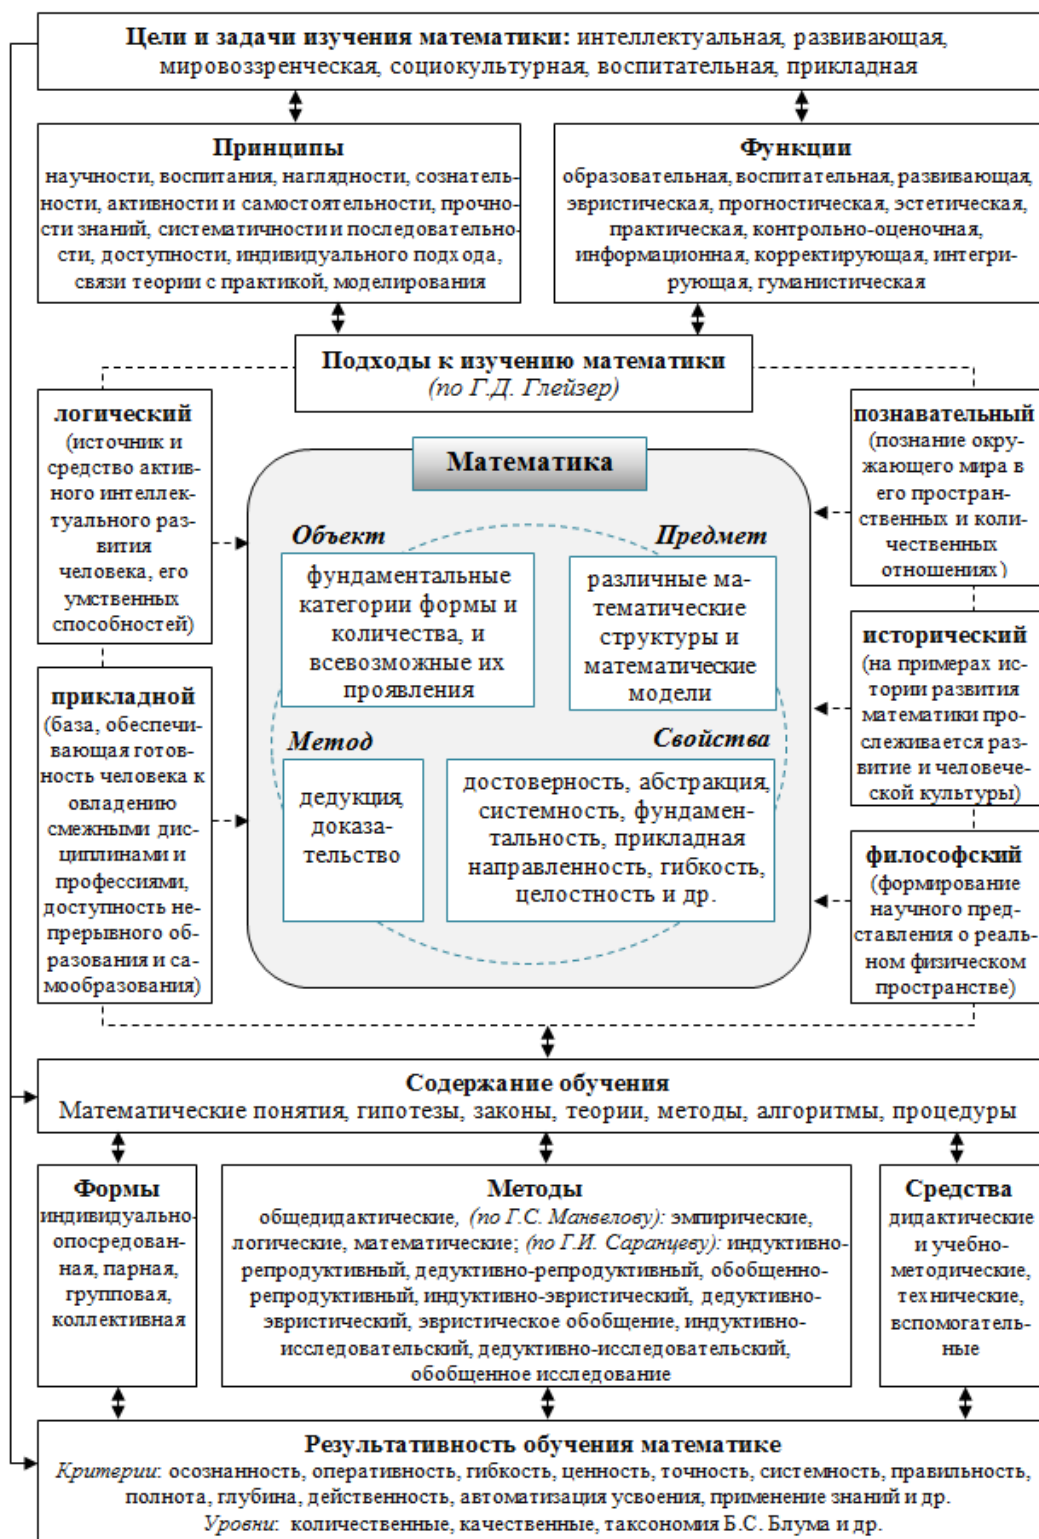 Цели и задачи изучения математики: интеллектуальная, развивающая,
мировоззренческая, социокультурная, воспитательная, прикладная
Принципы
научности, воспитания, наглядности, сознатель-
ности, активности и самостоятельности, прочно-
сти знаний, систематичности и последовательно-
сти, доступности, индивидуального подхода,
связи теории с практикой, моделирования
Функции
образовательная, воспитательная, развивающая,
эвристическая, прогностическая, эстетическая,
практическая, контрольно-оценочная,
информационная, корректирующая, интегри-
рующая, гуманистическая
Подходы к изучению математики
(по Г.Д. Глейзер)
логический
(источник и
средство актив-
ного интеллек-
туального раз-
вития
человека, его
умственных
способностей)
прикладной
(база, обеспечи-
вающая готов-
ность человека к
овладению
смежными дис-
циплинами и
профессиями,
доступность не-
прерывного об-
разования и са-
мообразования)
Математика
Объект
фундаментальные
категории формы и
количества, и
всевозможные их
проявления
Предмет
различные ма-
тематические
структуры и
математические
модели
Метод
дедукция,
доказа-
тельство
Свойства
достоверность, абстракция,
системность, фундамен-
тальность, прикладная
направленность, гибкость,
целостность и др.
познавательный
(познание окру-
жающего мира в
его простран-
ственных и коли-
чественных
отношениях)
исторический
(на примерах ис-
тории развития
математики про-
слеживается раз-
витие и человече-
ской культуры)
философский
(формирование
научного пред-
ставления о реаль-
ном физическом
пространстве)
Содержание обучения
Математические понятия, гипотезы, законы, теории, методы, алгоритмы, процедуры
Формы
индивидуально-
опосредован-
ная, парная,
групповая,
коллективная
Методы
общедидактические, (по Г.С. Манвелову): эмпирические,
логические, математические; (по Г.И. Саранцеву): индуктивно-
репродуктивный, дедуктивно-репродуктивный, обобщенно-
репродуктивный, индуктивно-эвристический, дедуктивно-
эвристический, эвристическое обобщение, индуктивно-
исследовательский, дедуктивно-исследовательский,
обобщенное исследование
Средства
дидактические
и учебно-
методические,
технические,
вспомогатель-
ные
Результативность обучения математике
Критерии: осознанность, оперативность, гибкость, ценность, точность, системность, правильность,
полнота, глубина, действенность, автоматизация усвоения, применение знаний и др.
Уровни: количественные, качественные, таксономия Б.С. Блума и др.